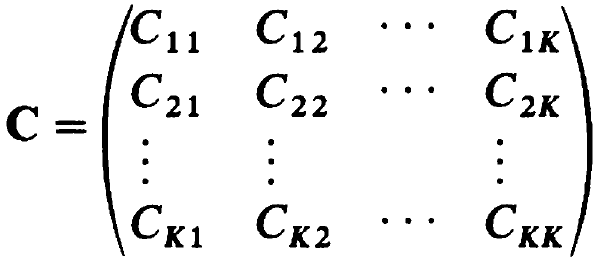 C₁₁ C₁₂ ··· C₁K
C₂₁ C₂₂ ··· C₂K
C =
⋮ ⋮ ⋮
CK₁ CK₂ ··· CKK